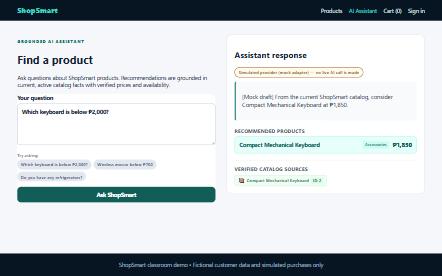 ShopSmart
Products AI Assistant Cart (0) Sign in
GROUNDED AI ASSISTANT
Find a product
Ask questions about ShopSmart products. Recommendations are grounded in
current, active catalog facts with verified prices and availability.
Your question
Which keyboard is below ₱2,000?
Try asking:
Which keyboard is below ₱2,000? Wireless mouse below ₱700
Do you have any refrigerators?
Ask ShopSmart
Assistant response
Simulated provider (mock adapter) — no live AI call is made
[Mock draft] From the current ShopSmart catalog, consider
Compact Mechanical Keyboard at ₱1,850.
RECOMMENDED PRODUCTS
Compact Mechanical Keyboard Accessories ₱1,850
VERIFIED CATALOG SOURCES
Compact Mechanical Keyboard ID 2
ShopSmart classroom demo • Fictional customer data and simulated purchases only